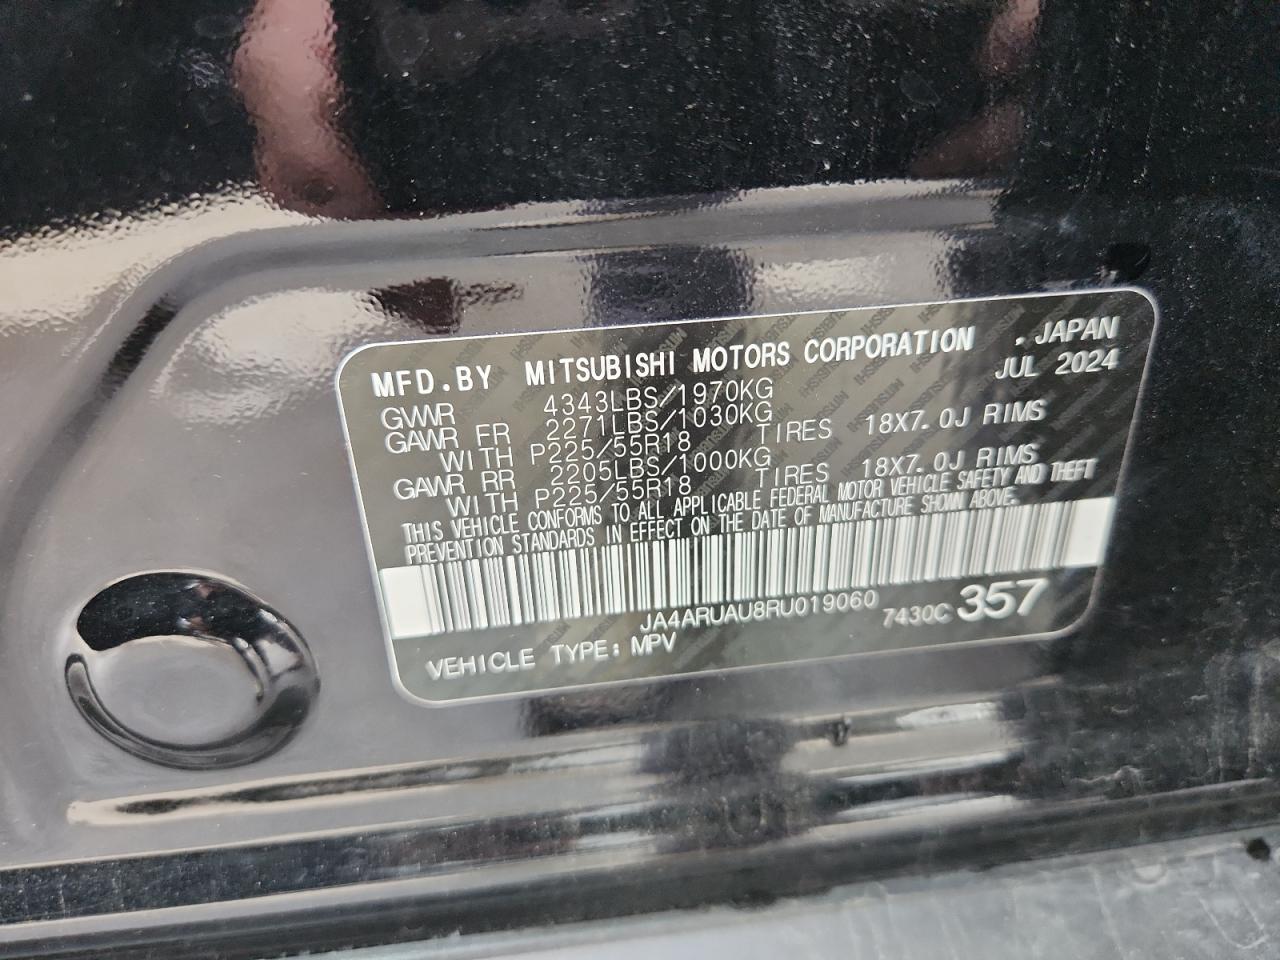 MFD.BY MITSUBISHI MOTORS CORPORATION . JAPAN
JUL 2024
GVWR 4343LBS/1970KG
GAWR FR 2271LBS/1030KG
WITH P225/55R18 TIRES 18X7.0J RIMS
GAWR RR 2205LBS/1000KG
WITH P225/55R18 TIRES 18X7.0J RIMS
THIS VEHICLE CONFORMS TO ALL APPLICABLE FEDERAL MOTOR VEHICLE SAFETY AND THEFT
PREVENTION STANDARDS IN EFFECT ON THE DATE OF MANUFACTURE SHOWN ABOVE.
JA4ARUAU8RU019060 7430C 357
VEHICLE TYPE: MPV